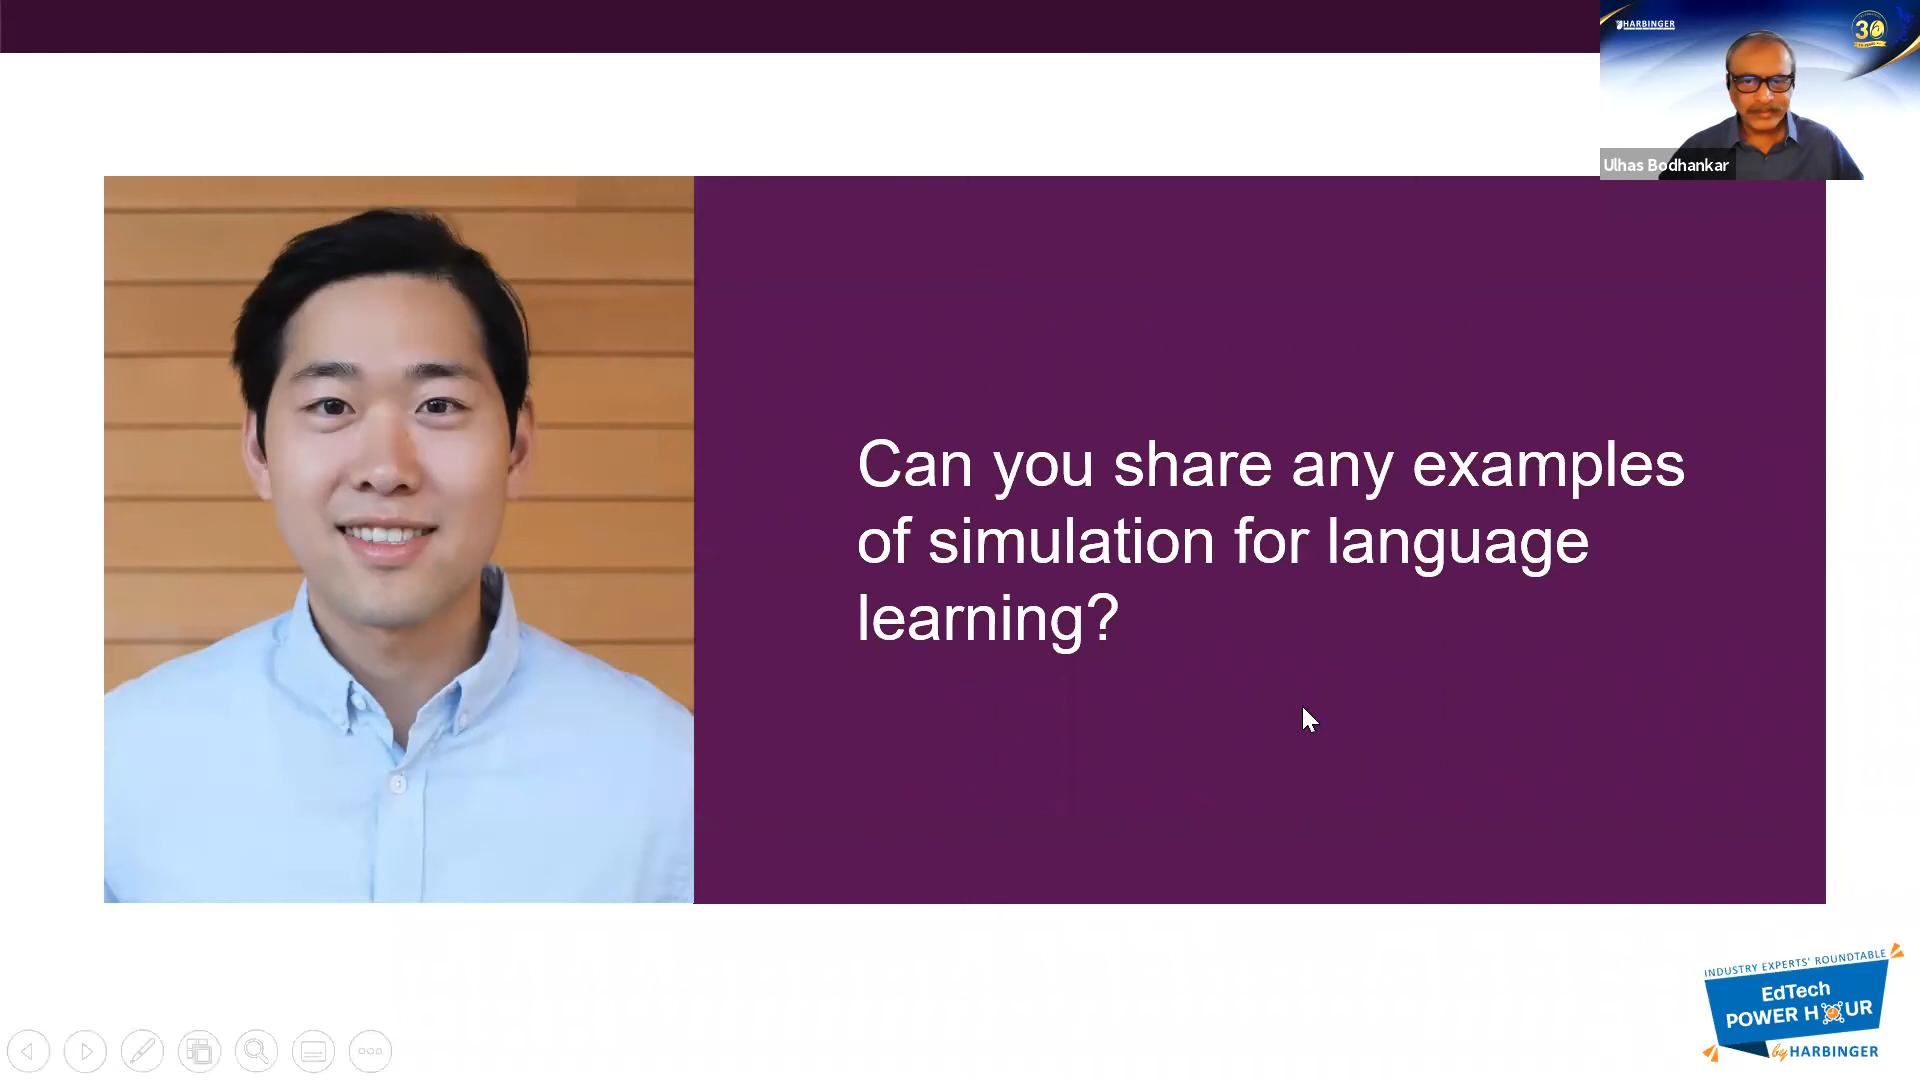 HARBINGER
30
Ulhas Bodhankar
Can you share any examples
of simulation for language
learning?
INDUSTRY EXPERTS' ROUNDTABLE
EdTech
POWER HOUR
by HARBINGER